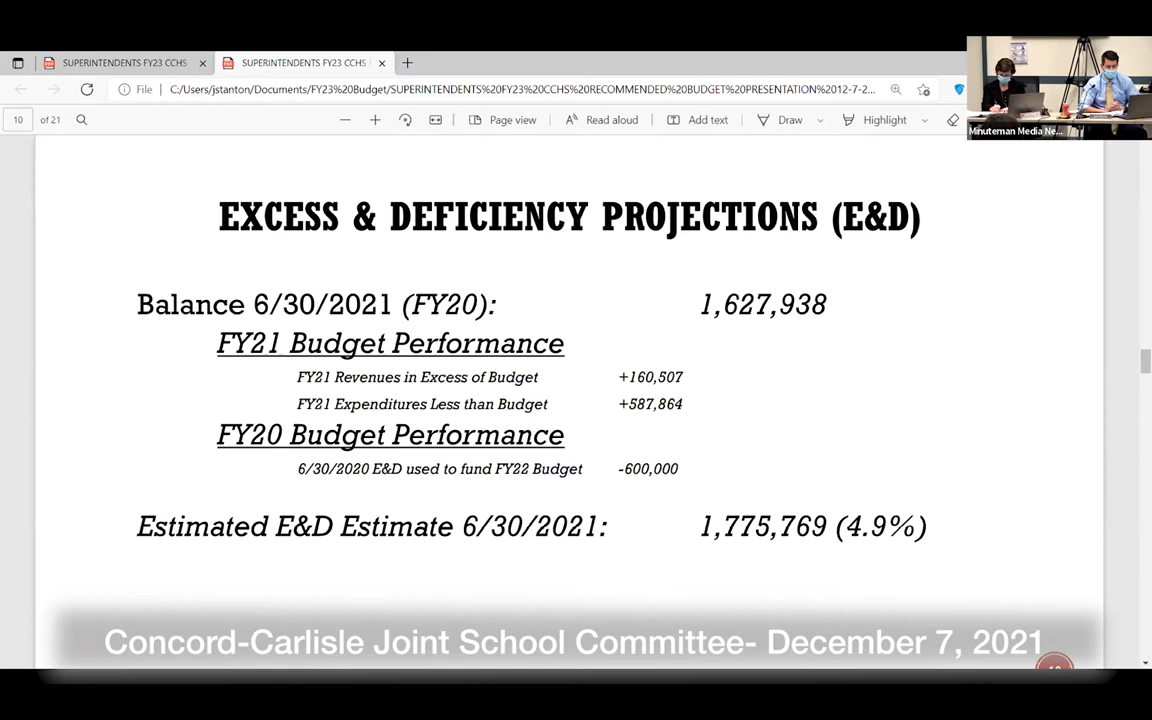 SUPERINTENDENTS FY23 CCHS
SUPERINTENDENTS FY23 CCHS
File C:/Users/jstanton/Documents/FY23%20Budget/SUPERINTENDENTS%20FY23%20CCHS%20RECOMMENDED%20BUDGET%20PRESENTATION%2012-7-2...
10 of 21 Page view Read aloud Add text Draw Highlight
Minuteman Media Ne...
EXCESS & DEFICIENCY PROJECTIONS (E&D)
Balance 6/30/2021 (FY20): 1,627,938
FY21 Budget Performance
FY21 Revenues in Excess of Budget +160,507
FY21 Expenditures Less than Budget +587,864
FY20 Budget Performance
6/30/2020 E&D used to fund FY22 Budget -600,000
Estimated E&D Estimate 6/30/2021: 1,775,769 (4.9%)
Concord-Carlisle Joint School Committee- December 7, 2021